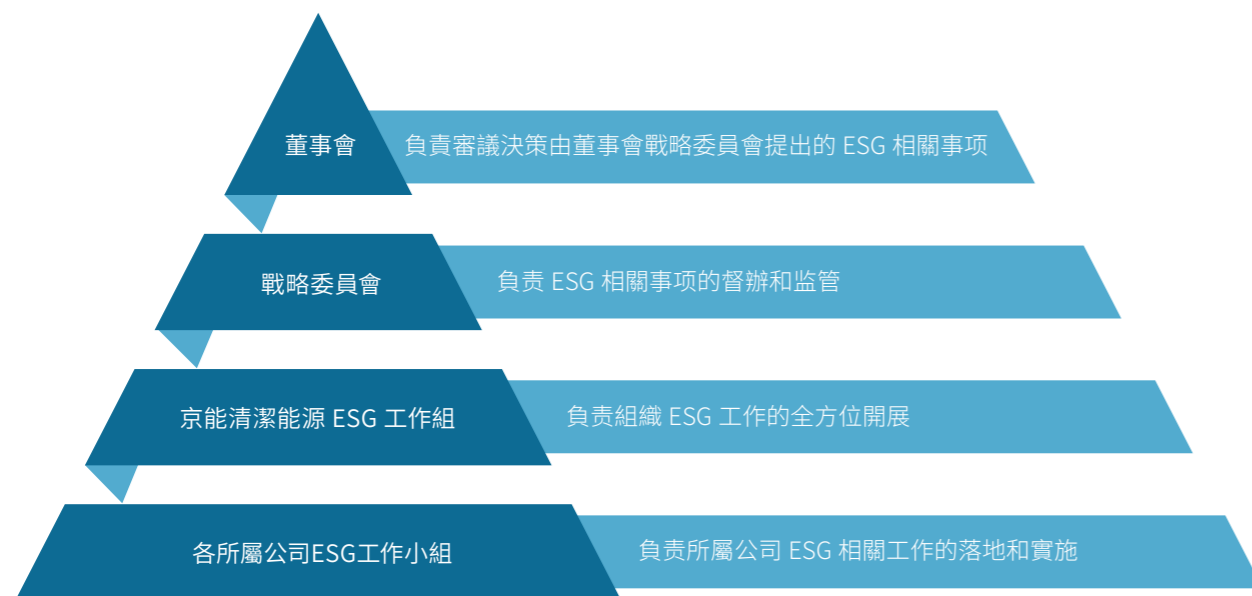 董事會
負責審議決策由董事會戰略委員會提出的 ESG 相關事项
戰略委員會
負责 ESG 相關事项的督辦和监管
京能清潔能源 ESG 工作組
負责組織 ESG 工作的全方位開展
各所屬公司ESG工作小組
負责所屬公司 ESG 相關工作的落地和實施